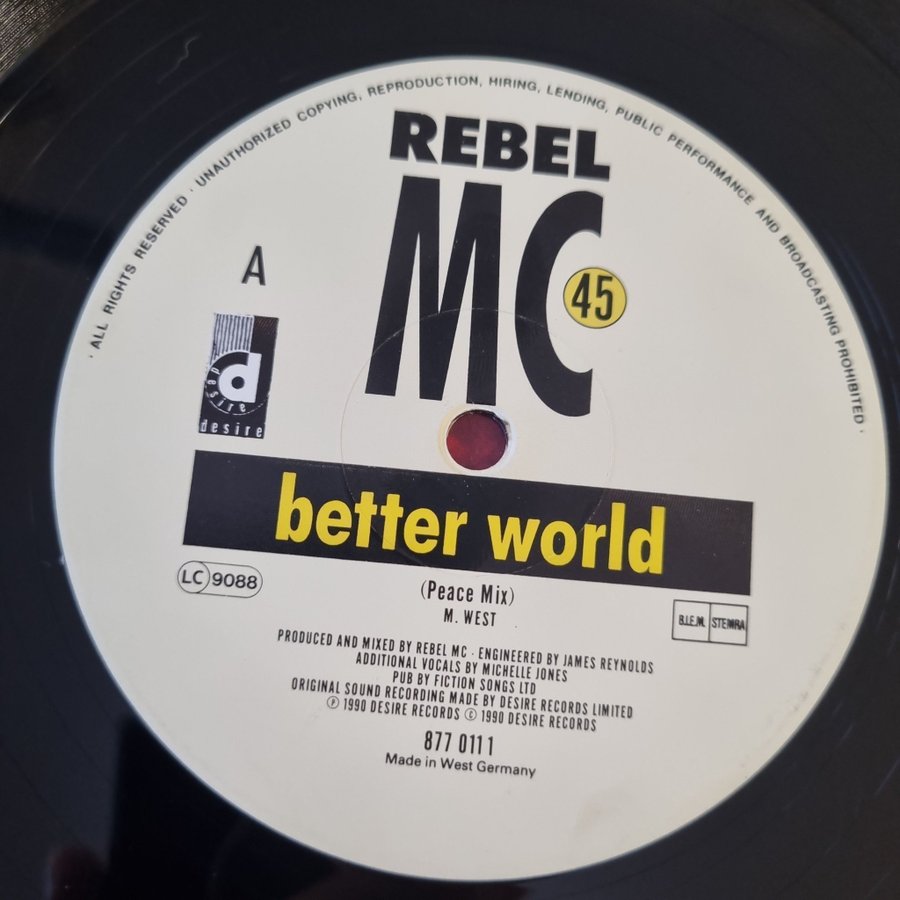 · ALL RIGHTS RESERVED · UNAUTHORIZED COPYING, REPRODUCTION, HIRING, LENDING, PUBLIC PERFORMANCE AND BROADCASTING PROHIBITED ·
REBEL
MC
45
A
d
desire
desire
better world
LC 9088
(Peace Mix)
M. WEST
B.I.E.M. STEMRA
PRODUCED AND MIXED BY REBEL MC · ENGINEERED BY JAMES REYNOLDS
ADDITIONAL VOCALS BY MICHELLE JONES
PUB BY FICTION SONGS LTD
ORIGINAL SOUND RECORDING MADE BY DESIRE RECORDS LIMITED
℗ 1990 DESIRE RECORDS © 1990 DESIRE RECORDS
877 011 1
Made in West Germany